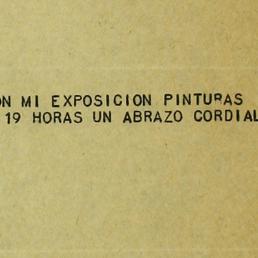 ON MI EXPOSICION PINTURAS
19 HORAS UN ABRAZO CORDIAL